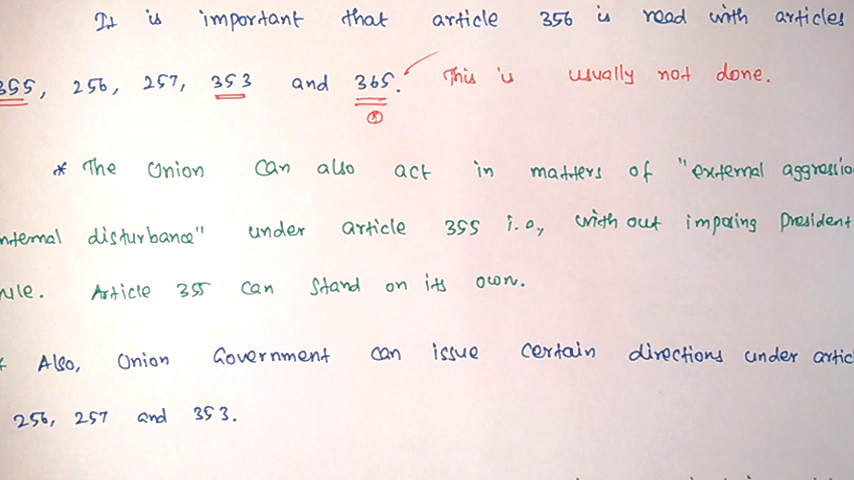 It is important that article 356 is read with articles
355, 256, 257, 353 and 365. This is usually not done.
* The Union can also act in matters of "external aggressio
nternal disturbance" under article 355 i.e, with out imposing President
rule. Article 355 can stand on its own.
* Also, Union Government can issue certain directions under artic
256, 257 and 353.